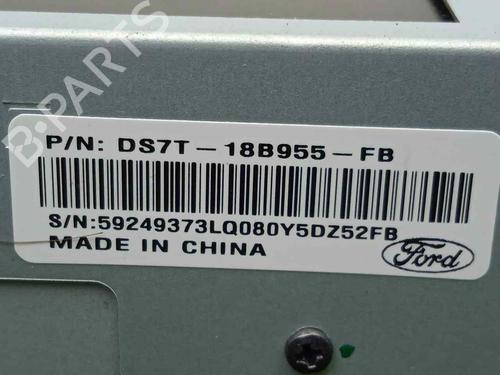 B-PARTS
P/N: DS7T-18B955-FB
S/N:59249373LQ080Y5DZ52FB
MADE IN CHINA
Ford